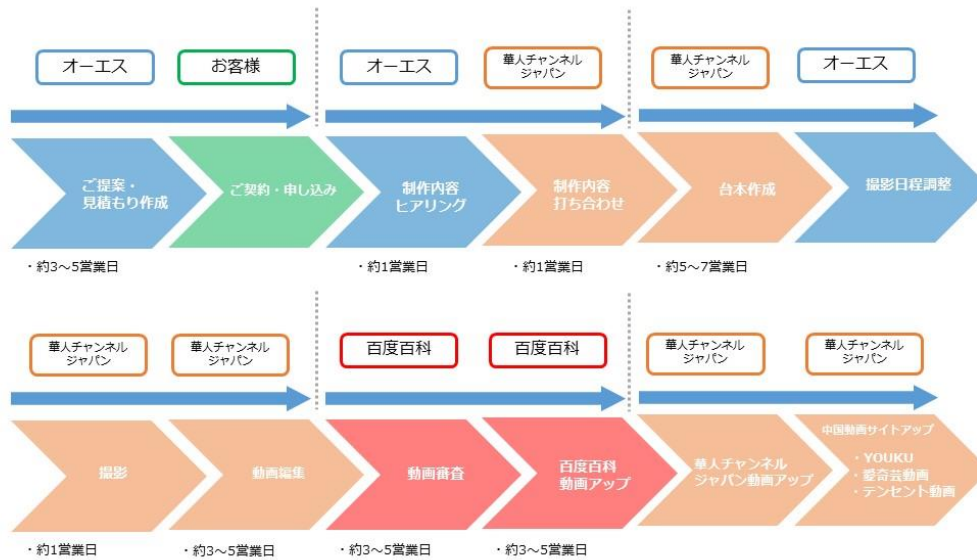 オーエス
お客様
オーエス
華人チャンネル
ジャパン
華人チャンネル
ジャパン
オーエス
ご提案・
見積もり作成
ご契約・申し込み
制作内容
ヒアリング
制作内容
打ち合わせ
台本作成
撮影日程調整
・約3～5営業日
・約1営業日
・約1営業日
・約5～7営業日
華人チャンネル
ジャパン
華人チャンネル
ジャパン
百度百科
百度百科
華人チャンネル
ジャパン
華人チャンネル
ジャパン
撮影
動画編集
動画審査
百度百科
動画アップ
華人チャンネル
ジャパン動画アップ
中国動画サイトアップ
・YOUKU
・愛奇芸動画
・テンセント動画
・約1営業日
・約3～5営業日
・約3～5営業日
・約3～5営業日